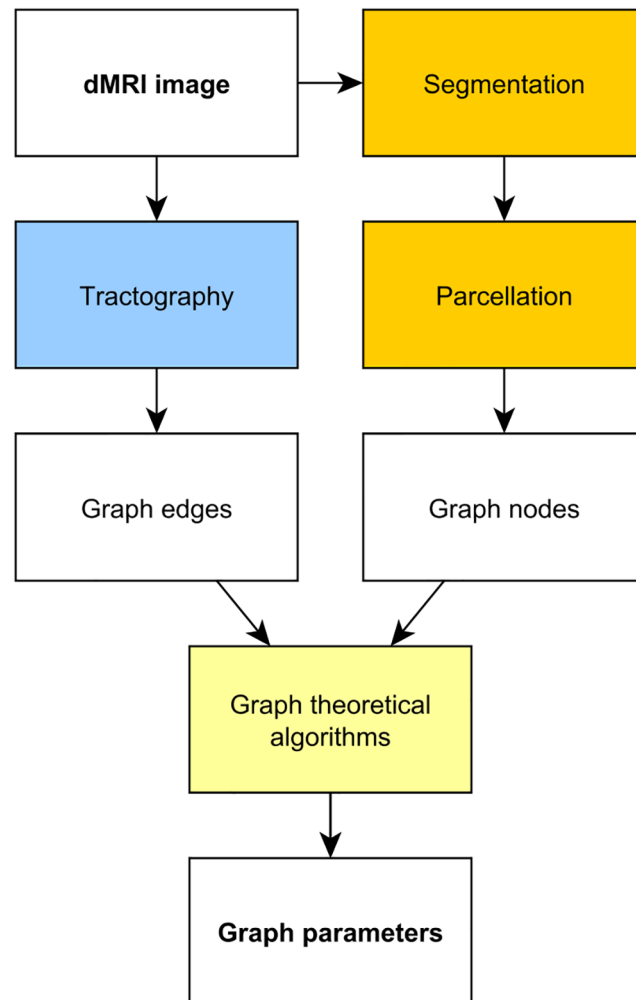 dMRI image
Segmentation
Tractography
Parcellation
Graph edges
Graph nodes
Graph theoretical
algorithms
Graph parameters